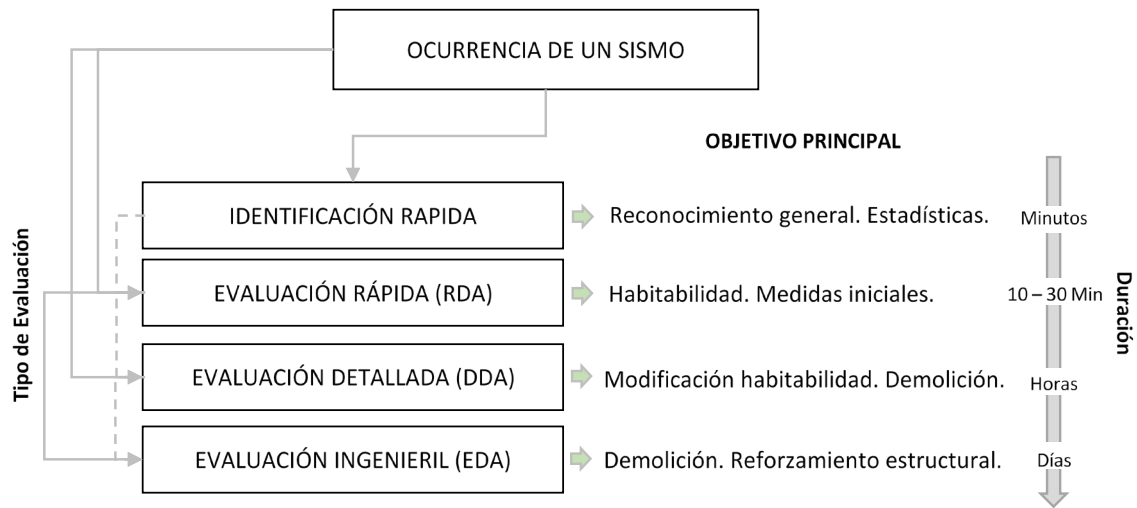 OCURRENCIA DE UN SISMO
OBJETIVO PRINCIPAL
IDENTIFICACIÓN RAPIDA
Reconocimiento general. Estadísticas.
Minutos
EVALUACIÓN RÁPIDA (RDA)
Habitabilidad. Medidas iniciales.
10 – 30 Min
EVALUACIÓN DETALLADA (DDA)
Modificación habitabilidad. Demolición.
Horas
EVALUACIÓN INGENIERIL (EDA)
Demolición. Reforzamiento estructural.
Días
Tipo de Evaluación
Duración